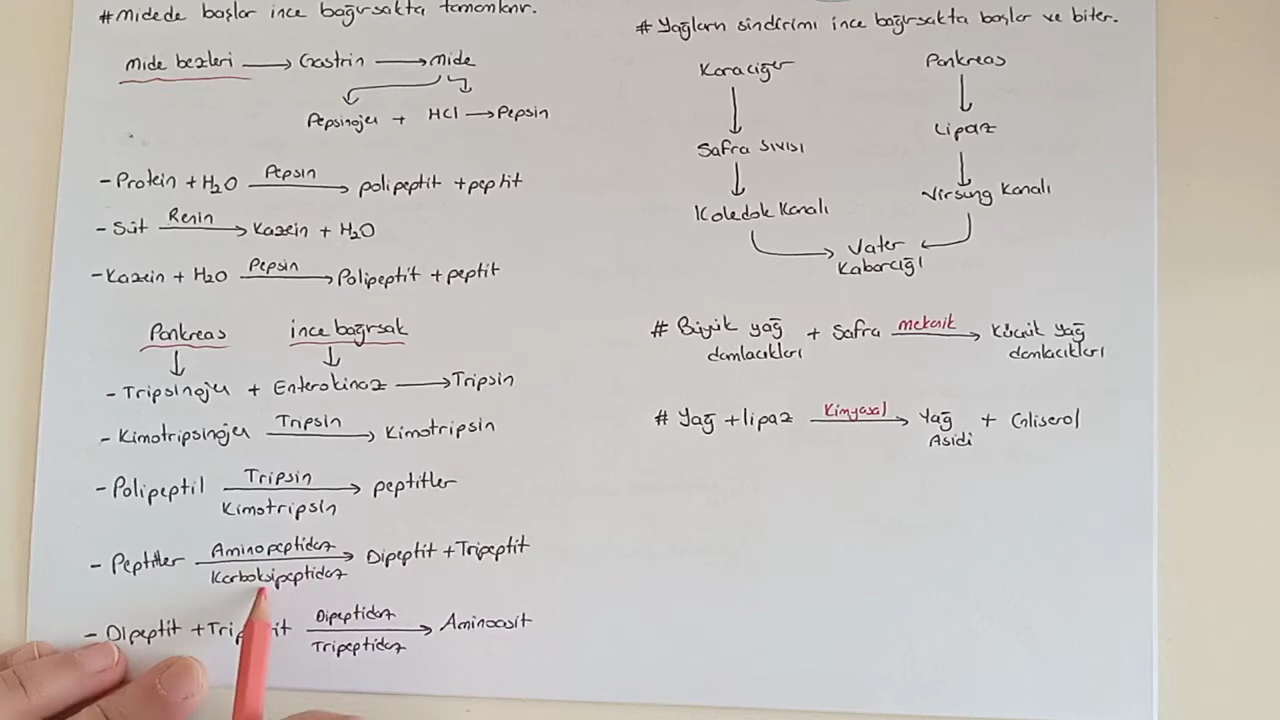 #Midede başlar ince bağırsakta tamamlanır.
Mide bezleri → Gastrin → Mide
Pepsinojen + HCl → Pepsin
-Protein + H₂O Pepsin → polipeptit + peptit
-Süt Renin → Kazein + H₂O
-Kazein + H₂O Pepsin → Polipeptit + peptit
Pankreas ince bağırsak
-Tripsinojen + Enterokinaz → Tripsin
-Kimotripsinojen Tripsin → Kimotripsin
-Polipeptil Tripsin Kimotripsin → peptitler
-Peptitler Aminopeptidaz Karboksipeptidaz → Dipeptit + Tripeptit
-Dipeptit + Dipeptidaz Tripeptidaz → Aminoasit
# Yağların sindirimi ince bağırsakta başlar ve biter.
Karaciğer Pankreas
Safra sıvısı Lipaz
Koledok Kanalı Virsung Kanalı
Vater
Kabarcığı
# Büyük yağ + Safra mekanik → Küçük yağ
damlacıkları damlacıkları
# Yağ + lipaz Kimyasal → Yağ + Gliserol
Asidi